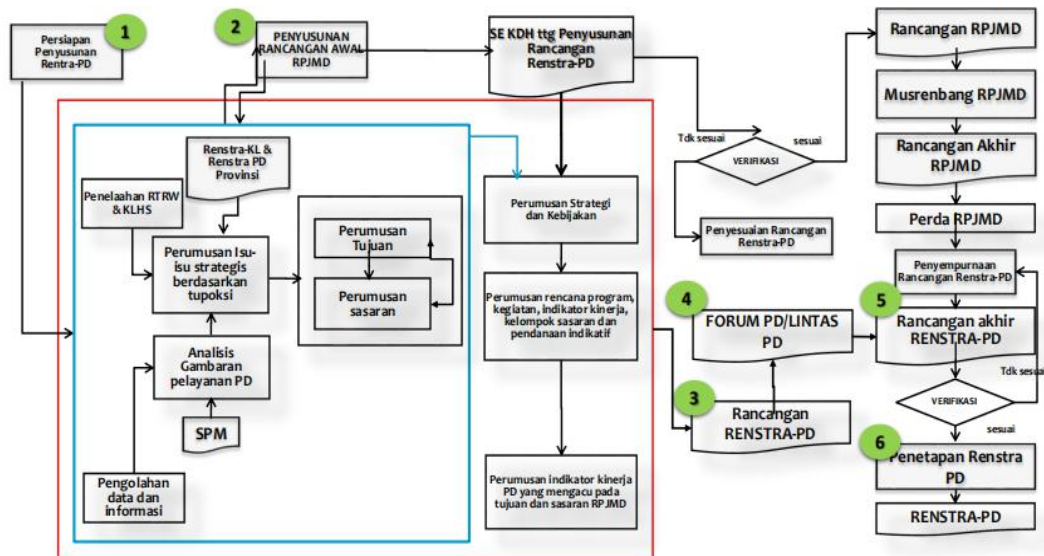 1
Persiapan
Penyusunan
Rentra-PD
2
PENYUSUNAN
RANCANGAN AWAL
RPJMD
SE KDH ttg Penyusunan
Rancangan
Renstra-PD
Rancangan RPJMD
Musrenbang RPJMD
Rancangan Akhir
RPJMD
Perda RPJMD
Tdk sesuai
sesuai
VERIFIKASI
Penyesuaian Rancangan
Renstra-PD
Renstra-KL &
Renstra PD
Provinsi
Penelaahan RTRW
& KLHS
Perumusan Isu-
isu strategis
berdasarkan
tupoksi
Perumusan
Tujuan
Perumusan
sasaran
Analisis
Gambaran
pelayanan PD
SPM
Pengolahan
data dan
informasi
Perumusan Strategi
dan Kebijakan
Perumusan rencana program,
kegiatan, indikator kinerja,
kelompok sasaran dan
pendanaan indikatif
Perumusan indikator kinerja
PD yang mengacu pada
tujuan dan sasaran RPJMD
3
Rancangan
RENSTRA-PD
4
FORUM PD/LINTAS
PD
Penyempurnaan
Rancangan Renstra-PD
5
Rancangan akhir
RENSTRA-PD
Tdk sesuai
VERIFIKASI
sesuai
6
Penetapan Renstra
PD
RENSTRA-PD